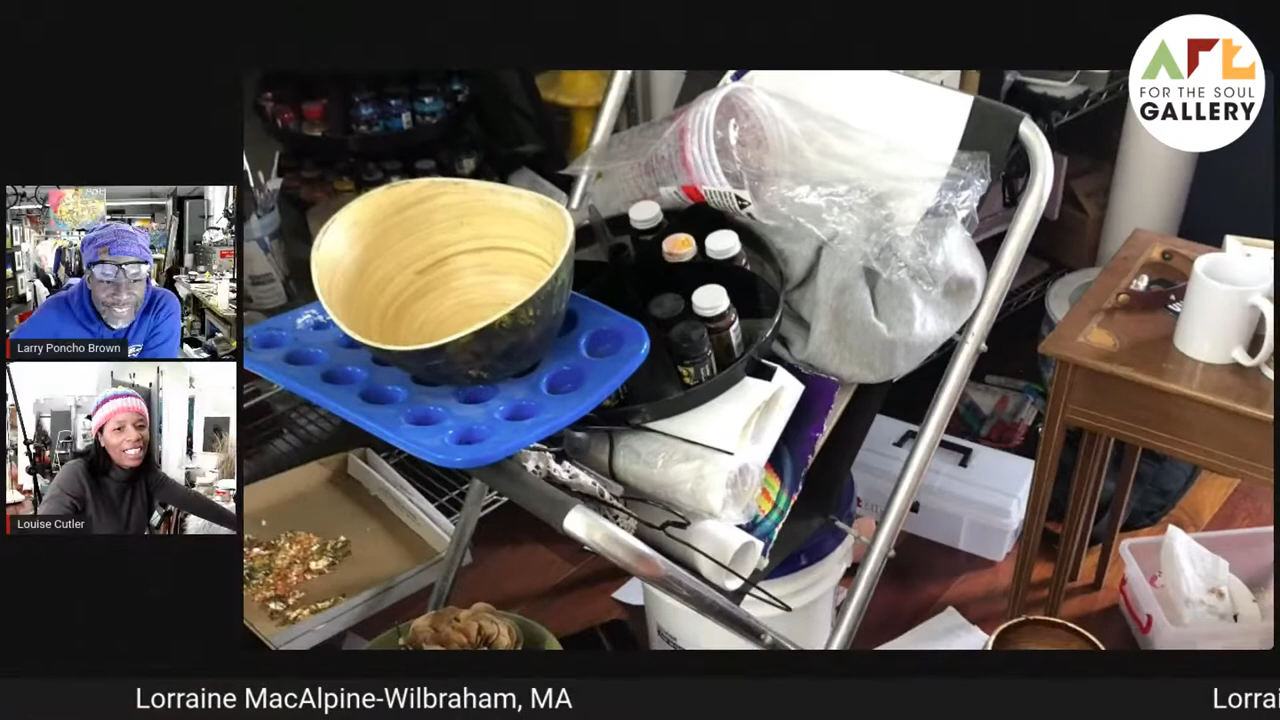 ART
FOR THE SOUL
GALLERY
Larry Poncho Brown
Louise Cutler
Lorraine MacAlpine-Wilbraham, MA
Lorrai